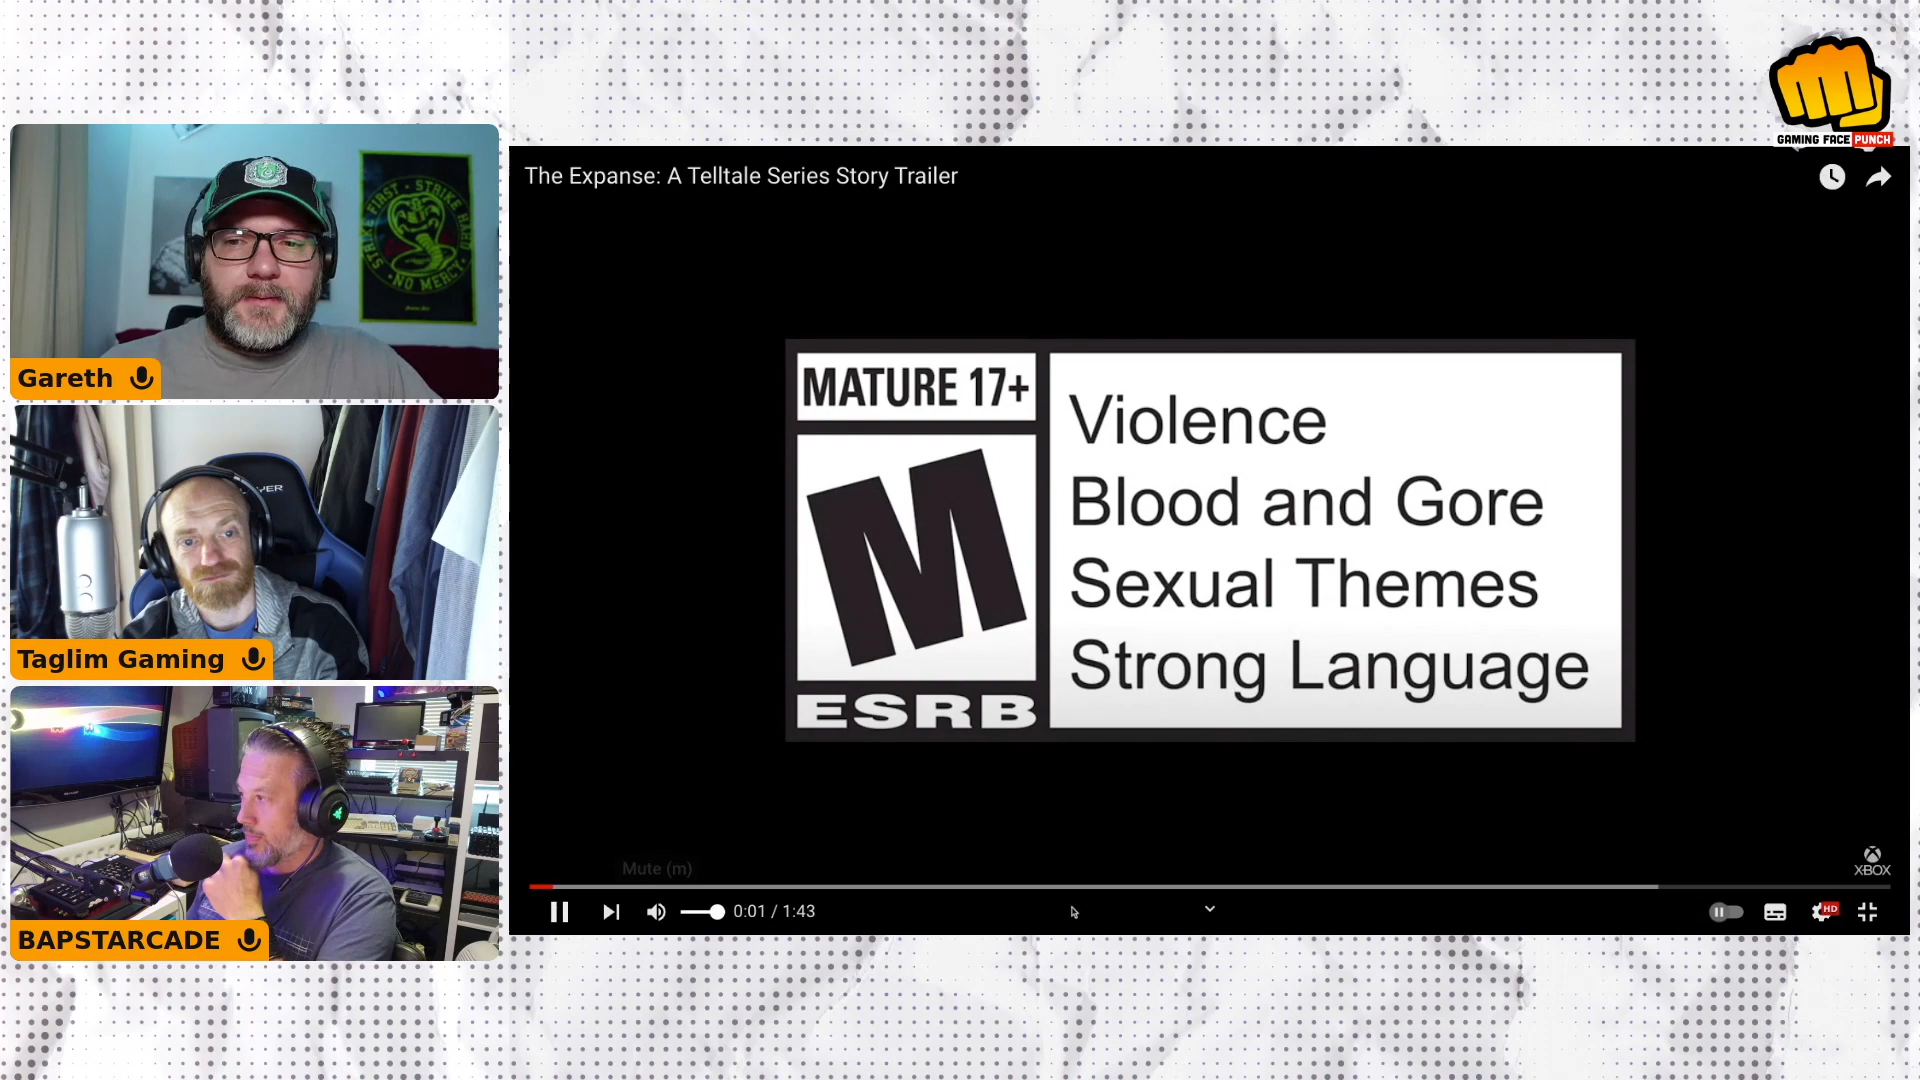 GAMING FACE PUNCH
The Expanse: A Telltale Series Story Trailer
STRIKE FIRST · STRIKE HARD
· NO MERCY ·
Gareth
Taglim Gaming
BAPSTARCADE
MATURE 17+
M
ESRB
Violence
Blood and Gore
Sexual Themes
Strong Language
Mute (m)
XBOX
0:01 / 1:43
HD